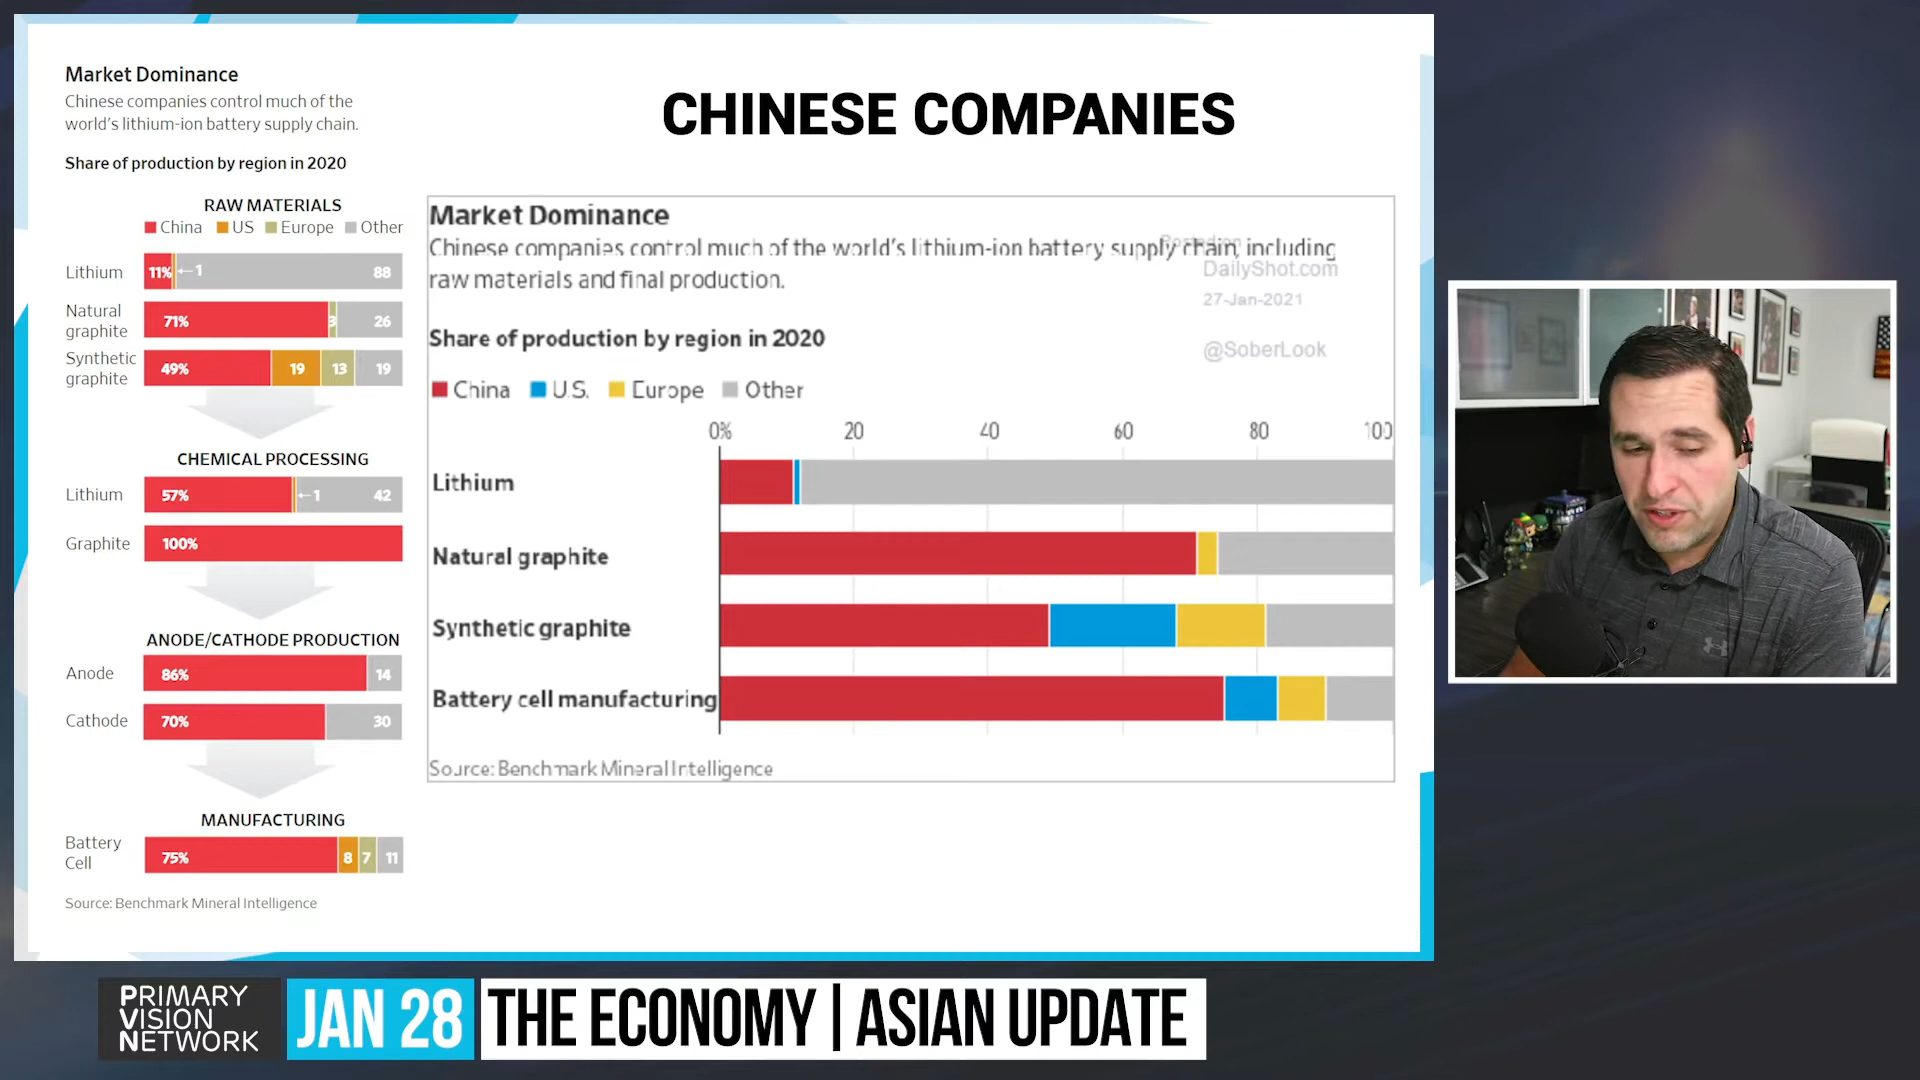 Market Dominance
Chinese companies control much of the
world's lithium-ion battery supply chain.
Share of production by region in 2020
RAW MATERIALS
China US Europe Other
Lithium 11% ←1 88
Natural graphite 71% 3 26
Synthetic graphite 49% 19 13 19
CHEMICAL PROCESSING
Lithium 57% ←1 42
Graphite 100%
ANODE/CATHODE PRODUCTION
Anode 86% 14
Cathode 70% 30
MANUFACTURING
Battery Cell 75% 8 7 11
Source: Benchmark Mineral Intelligence
CHINESE COMPANIES
Market Dominance
Chinese companies control much of the world's lithium-ion battery supply chain, including
raw materials and final production.
Posted on
DailyShot.com
27-Jan-2021
@SoberLook
Share of production by region in 2020
China U.S. Europe Other
0% 20 40 60 80 100
Lithium
Natural graphite
Synthetic graphite
Battery cell manufacturing
Source: Benchmark Mineral Intelligence
PRIMARY
VISION
NETWORK
JAN 28
THE ECONOMY | ASIAN UPDATE